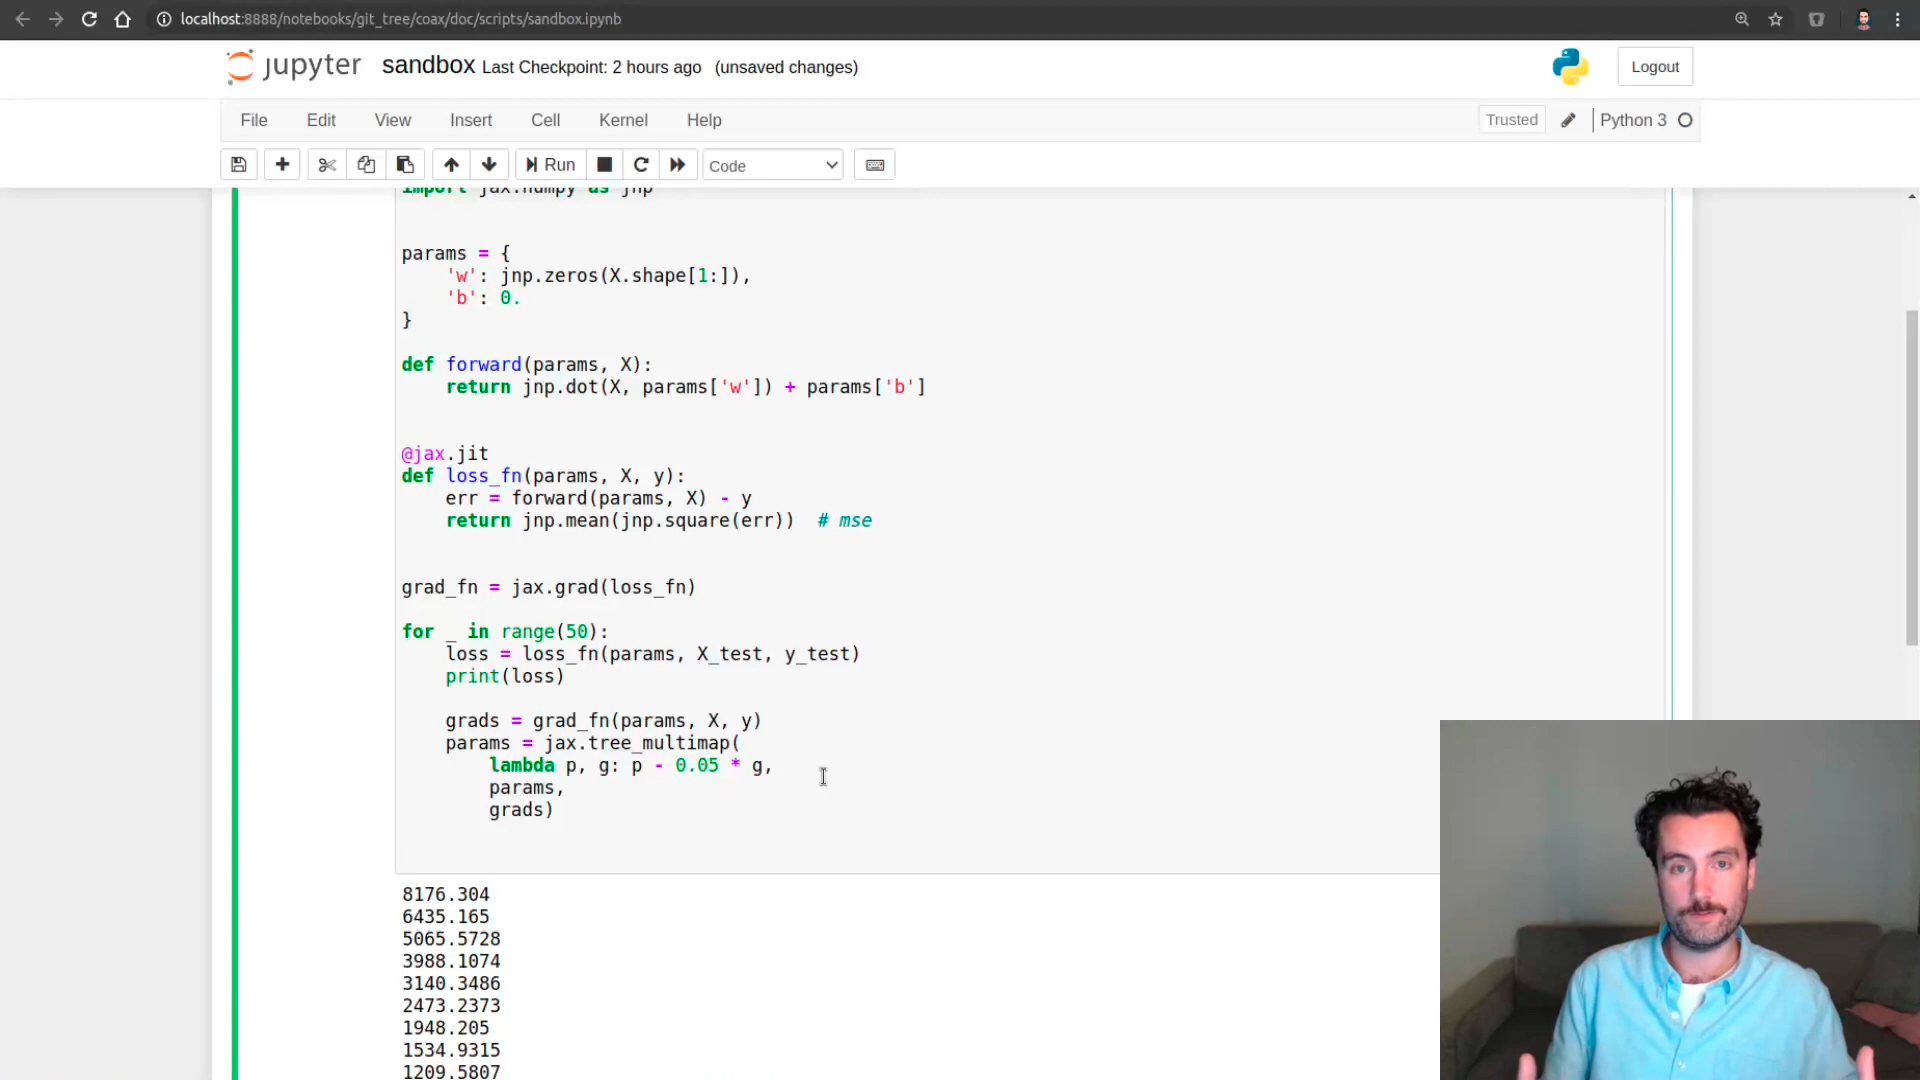 localhost:8888/notebooks/git_tree/coax/doc/scripts/sandbox.ipynb
jupyter sandbox Last Checkpoint: 2 hours ago (unsaved changes)
Logout
File Edit View Insert Cell Kernel Help
Trusted Python 3
Run Code
import jax.numpy as jnp
params = {
'w': jnp.zeros(X.shape[1:]),
'b': 0.
}
def forward(params, X):
return jnp.dot(X, params['w']) + params['b']
@jax.jit
def loss_fn(params, X, y):
err = forward(params, X) - y
return jnp.mean(jnp.square(err)) # mse
grad_fn = jax.grad(loss_fn)
for _ in range(50):
loss = loss_fn(params, X_test, y_test)
print(loss)
grads = grad_fn(params, X, y)
params = jax.tree_multimap(
lambda p, g: p - 0.05 * g,
params,
grads)
8176.304
6435.165
5065.5728
3988.1074
3140.3486
2473.2373
1948.205
1534.9315
1209.5807